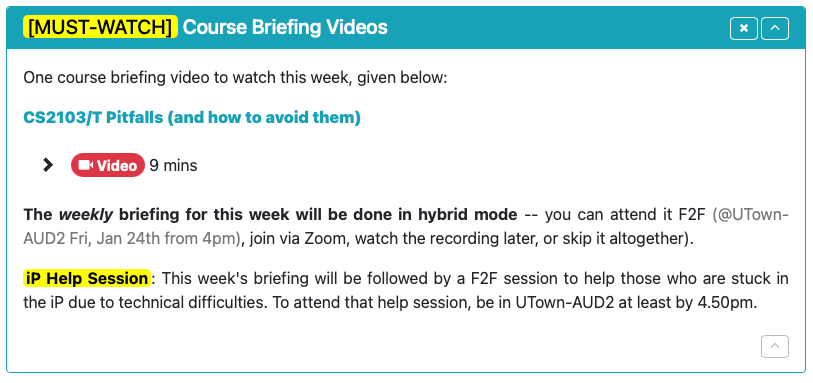 [MUST-WATCH] Course Briefing Videos
One course briefing video to watch this week, given below:
CS2103/T Pitfalls (and how to avoid them)
Video 9 mins
The weekly briefing for this week will be done in hybrid mode -- you can attend it F2F (@UTown-
AUD2 Fri, Jan 24th from 4pm), join via Zoom, watch the recording later, or skip it altogether).
iP Help Session: This week's briefing will be followed by a F2F session to help those who are stuck in
the iP due to technical difficulties. To attend that help session, be in UTown-AUD2 at least by 4.50pm.